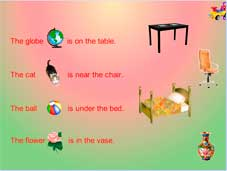 The globe is on the table.
The cat is near the chair.
The ball is under the bed.
The flower is in the vase.